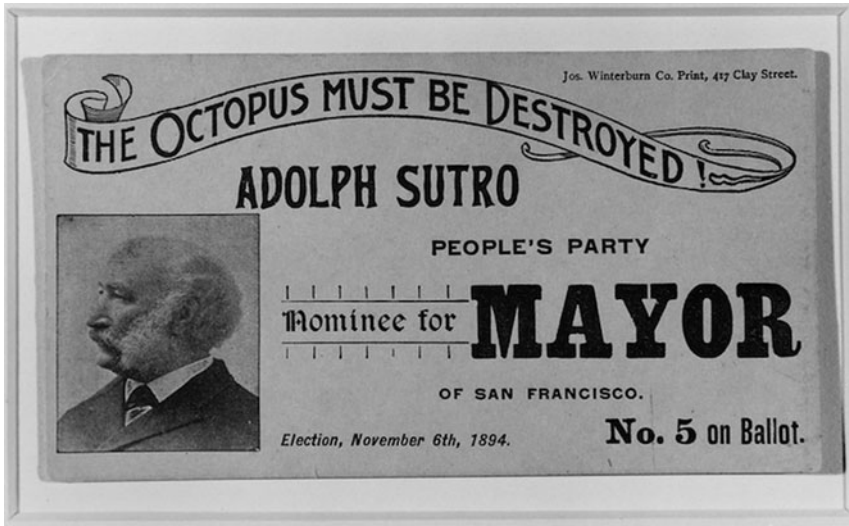 Jos. Winterburn Co. Print, 417 Clay Street.
THE OCTOPUS MUST BE DESTROYED!
ADOLPH SUTRO
PEOPLE'S PARTY
Nominee for MAYOR
OF SAN FRANCISCO.
Election, November 6th, 1894.
No. 5 on Ballot.